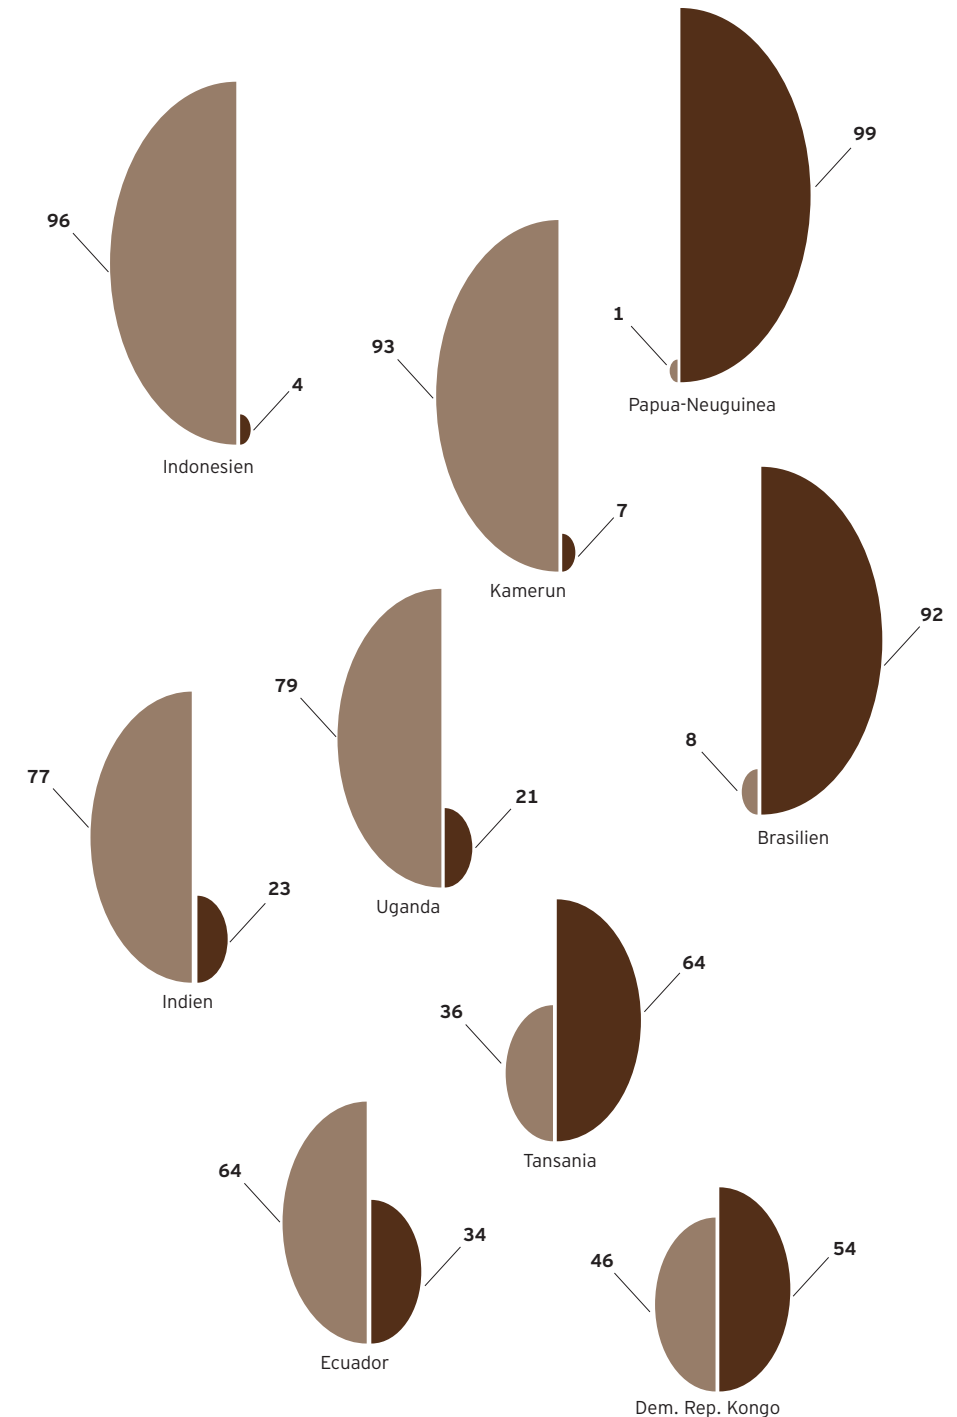 99
96
1
93
4
Papua-Neuguinea
Indonesien
7
Kamerun
92
79
8
77
21
Brasilien
23
Uganda
64
Indien
36
Tansania
64
34
46
54
Ecuador
Dem. Rep. Kongo